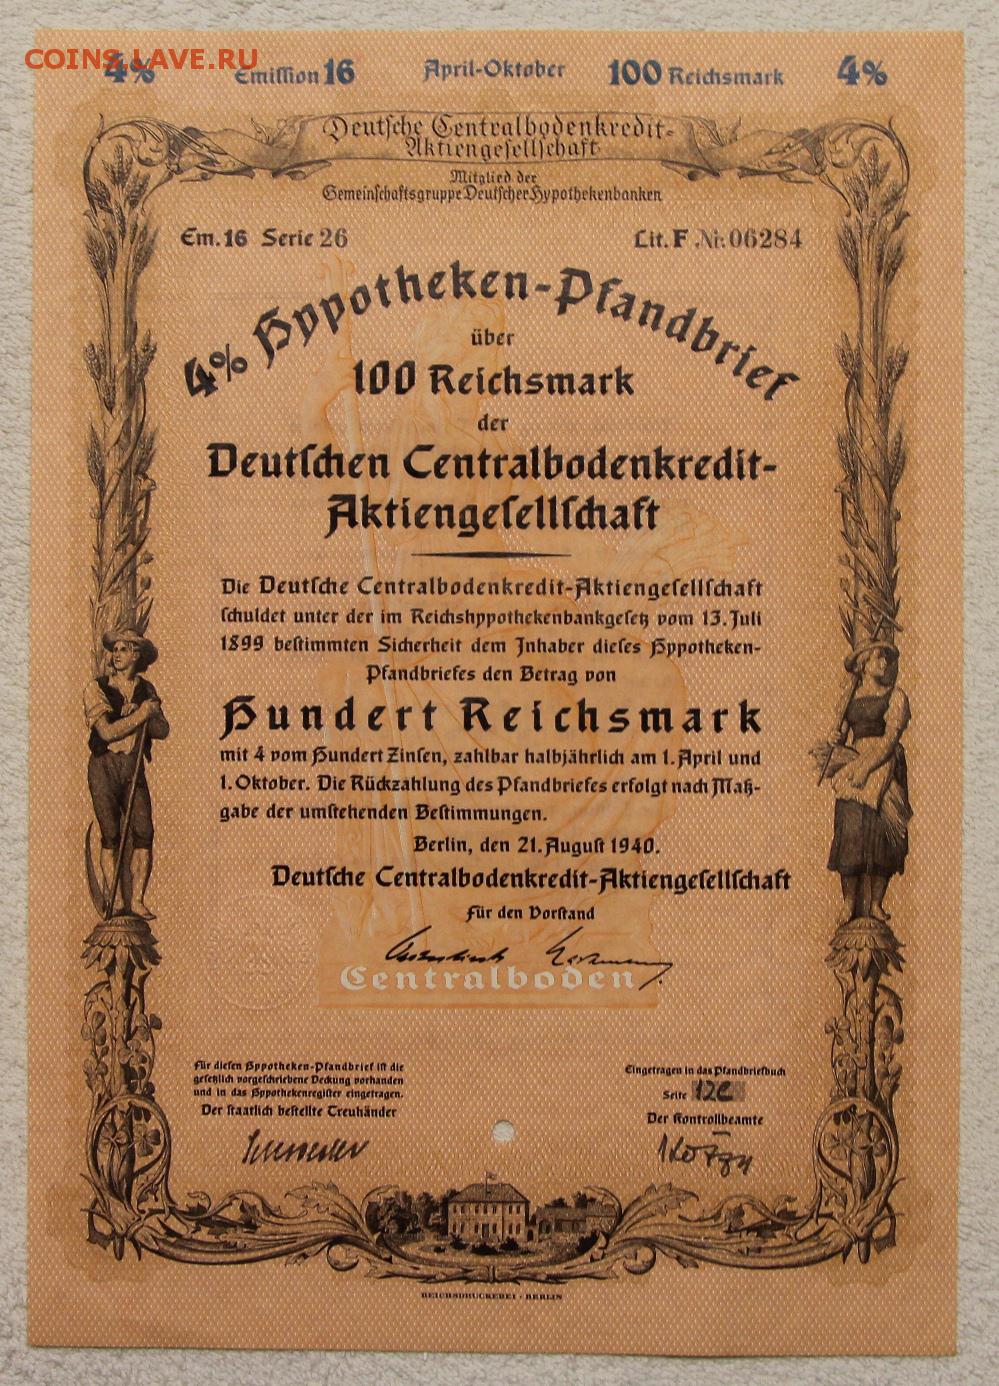 COINS.LAVE.RU
4% Emission 16 April-Oktober 100 Reichsmark 4%
Deutſche Centralbodenkredit-
Aktiengeſellſchaft
Mitglied der
Gemeinſchaftsgruppe Deutſcher Hypothekenbanken
Em. 16 Serie 26 Lit. F Nr. 06284
4% Hypotheken-Pfandbrief
über
100 Reichsmark
der
Deutſchen Centralbodenkredit-
Aktiengeſellſchaft
Die Deutſche Centralbodenkredit-Aktiengeſellſchaft
ſchuldet unter der im Reichshypothekenbankgeſetz vom 13. Juli
1899 beſtimmten Sicherheit dem Inhaber dieſes Hypotheken-
Pfandbriefes den Betrag von
Hundert Reichsmark
mit 4 vom Hundert Zinſen, zahlbar halbjährlich am 1. April und
1. Oktober. Die Rückzahlung des Pfandbriefes erfolgt nach Maß-
gabe der umſtehenden Beſtimmungen.
Berlin, den 21. Auguſt 1940.
Deutſche Centralbodenkredit-Aktiengeſellſchaft
Für den Vorſtand
Centralboden
Für dieſen Hypotheken-Pfandbrief iſt die
geſetzlich vorgeſchriebene Deckung vorhanden
und in das Hypothekenregiſter eingetragen.
Der ſtaatlich beſtellte Treuhänder
Eingetragen in das Pfandbriefbuch
Seite 126
Der Kontrollbeamte
REICHSDRUCKEREI · BERLIN